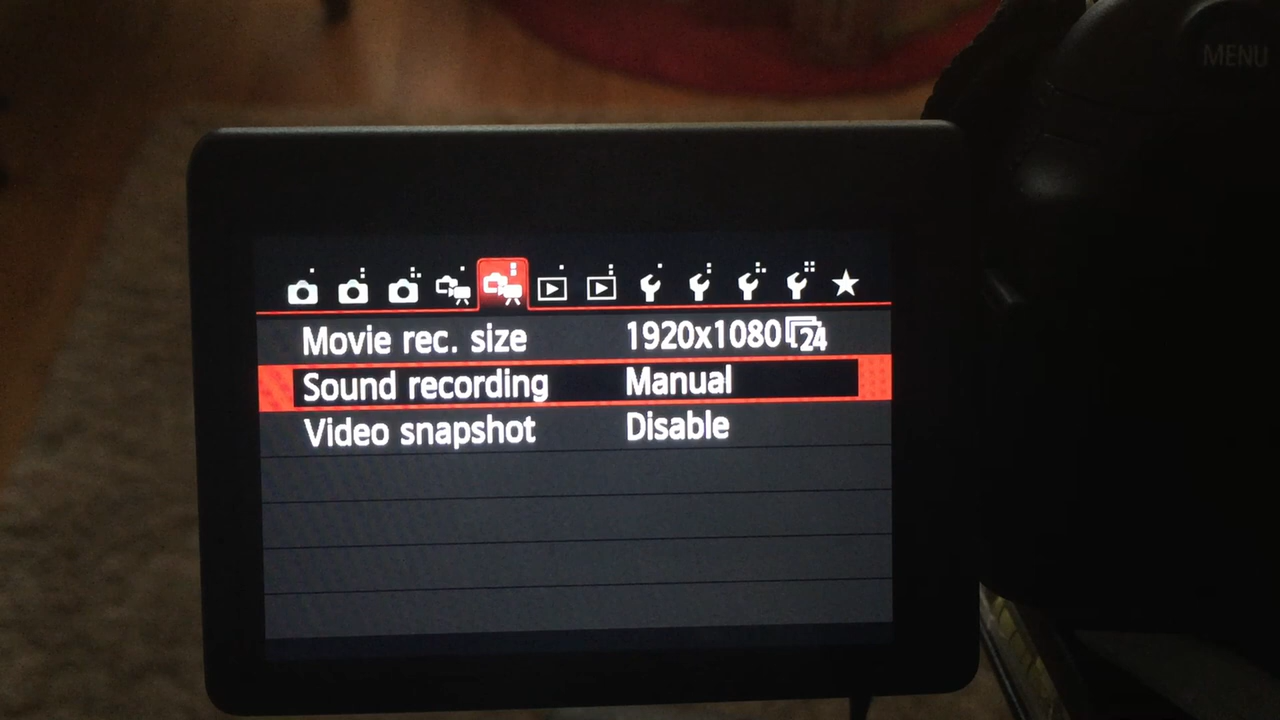 MENU
Movie rec. size 1920x1080 24
Sound recording Manual
Video snapshot Disable